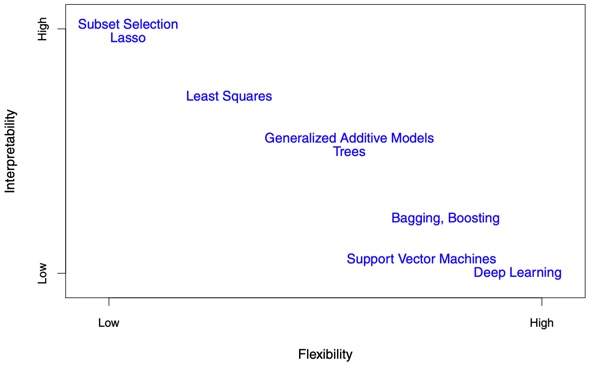 High
Subset Selection
Lasso
Least Squares
Generalized Additive Models
Trees
Interpretability
Bagging, Boosting
Support Vector Machines
Low
Deep Learning
Low
High
Flexibility